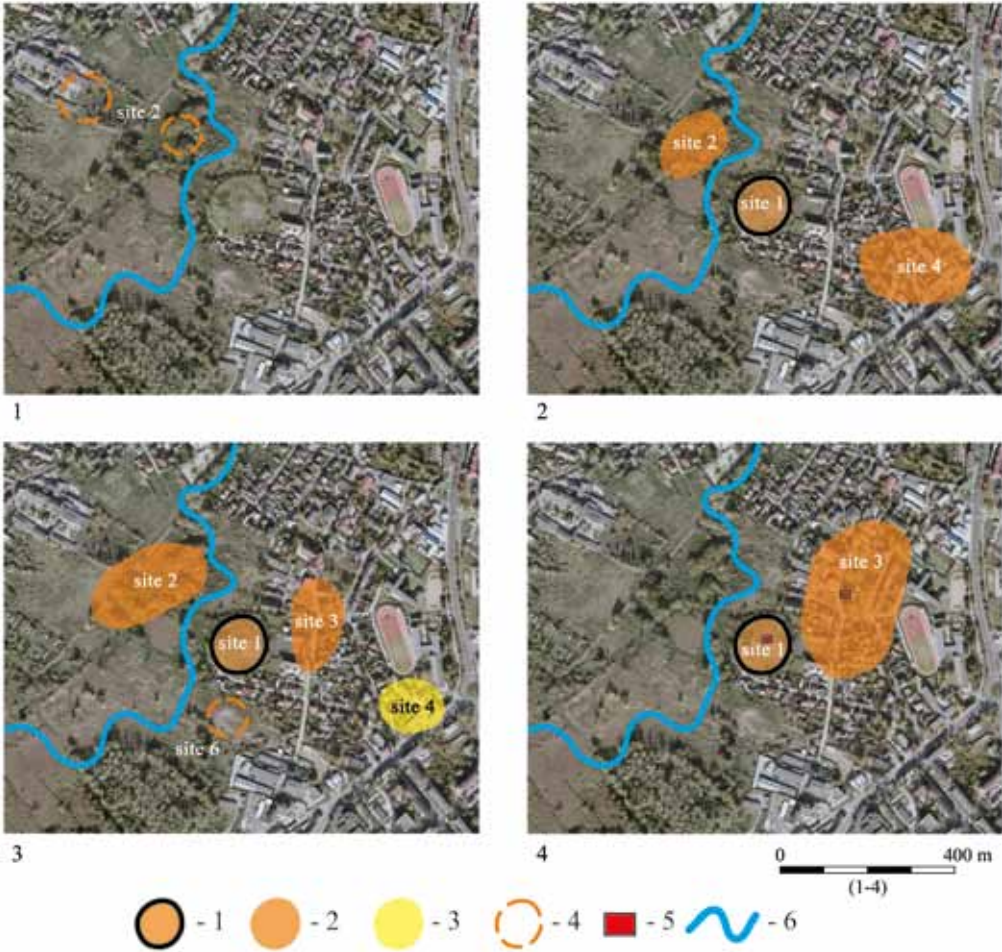 site 2
1
site 2
site 1
site 4
2
site 2
site 1
site 3
site 4
site 6
3
site 3
site 1
4
0 400 m
(1-4)
- 1 - 2 - 3 - 4 - 5 - 6